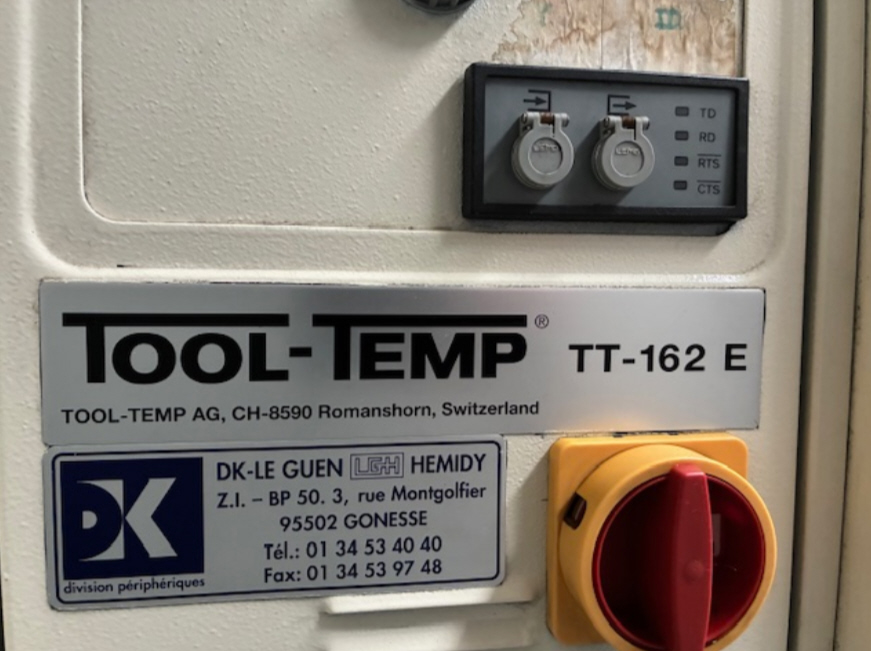 TD
RD
RTS
CTS
TOOL-TEMP®
TT-162 E
TOOL-TEMP AG, CH-8590 Romanshorn, Switzerland
DK
division périphériques
DK-LE GUEN LGH HEMIDY
Z.I. – BP 50. 3, rue Montgolfier
95502 GONESSE
Tél.: 01 34 53 40 40
Fax: 01 34 53 97 48